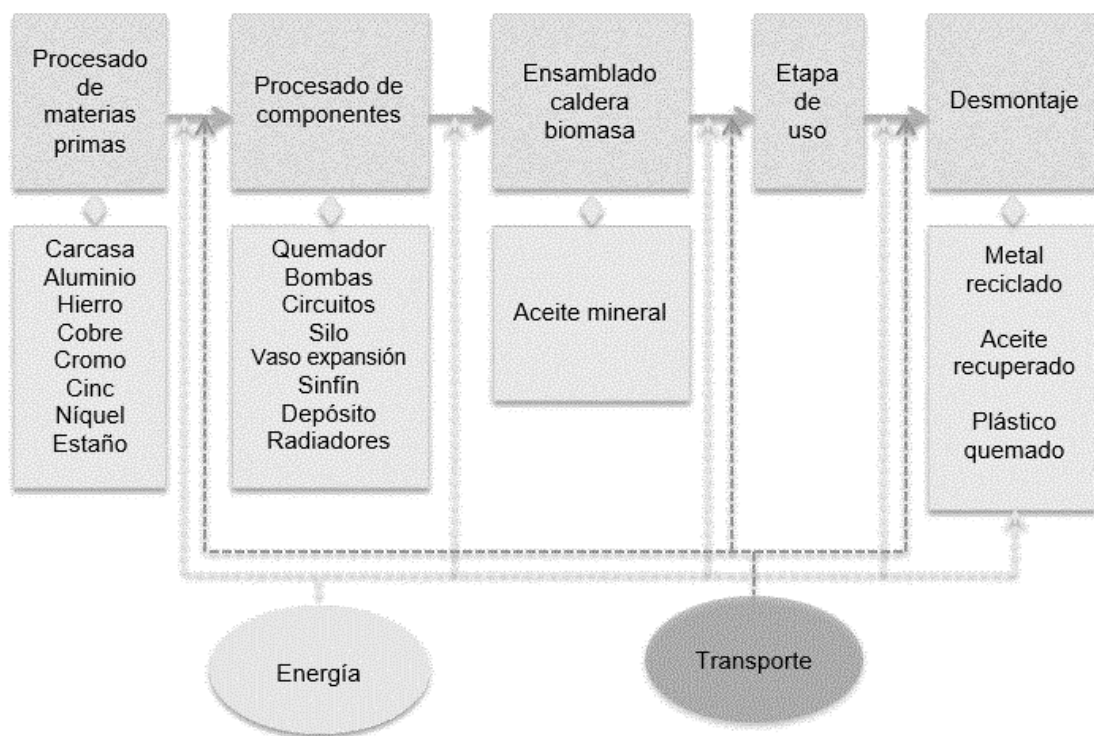 Procesado
de
materias
primas
Procesado de
componentes
Ensamblado
caldera
biomasa
Etapa
de
uso
Desmontaje
Carcasa
Aluminio
Hierro
Cobre
Cromo
Cinc
Níquel
Estaño
Quemador
Bombas
Circuitos
Silo
Vaso expansión
Sinfín
Depósito
Radiadores
Aceite mineral
Metal
reciclado
Aceite
recuperado
Plástico
quemado
Energía
Transporte